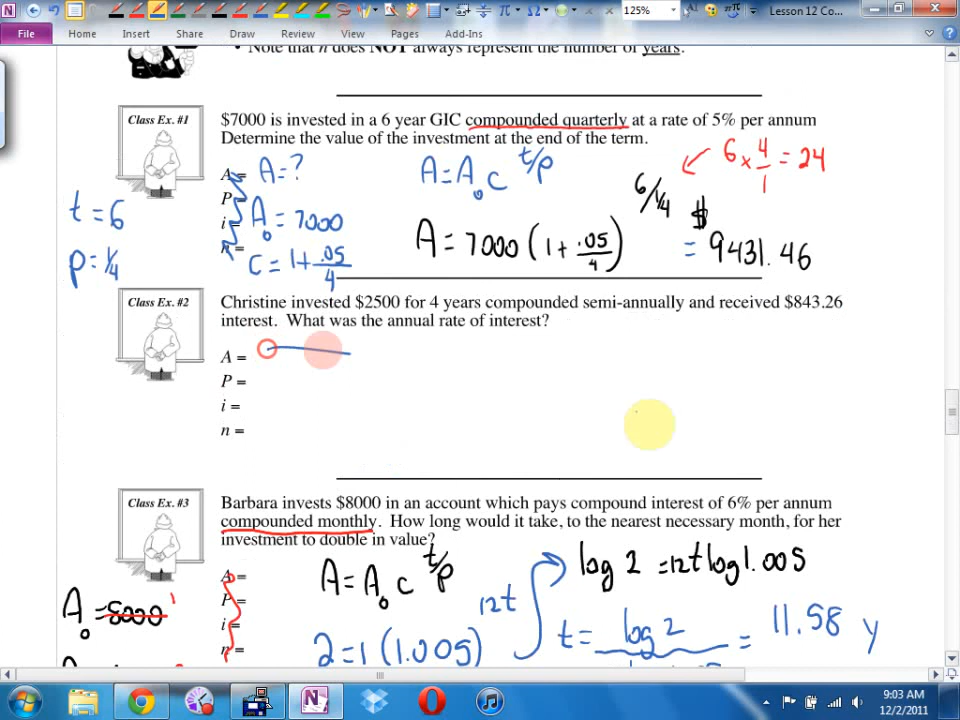 125%
Lesson 12 Co...
File Home Insert Share Draw Review View Pages Add-Ins
• Note that n does NOT always represent the number of years.
Class Ex. #1
$7000 is invested in a 6 year GIC compounded quarterly at a rate of 5% per annum
Determine the value of the investment at the end of the term.
A =
P
i =
n =
A = ?
A₀ = 7000
C = 1 + .05/4
t = 6
p = 1/4
A = A₀ C^t/p
6 × 4/1 = 24
A = 7000 (1 + .05/4)^6/1/4 = $9431.46
Class Ex. #2
Christine invested $2500 for 4 years compounded semi-annually and received $843.26
interest. What was the annual rate of interest?
A =
P =
i =
n =
Class Ex. #3
Barbara invests $8000 in an account which pays compound interest of 6% per annum
compounded monthly. How long would it take, to the nearest necessary month, for her
investment to double in value?
A =
P =
i =
n =
A₀ = 8000
A = A₀ C^t/p
2 = 1 (1.005)^12t
log 2 = 12t log 1.005
t = log 2 = 11.58 y
9:03 AM
12/2/2011